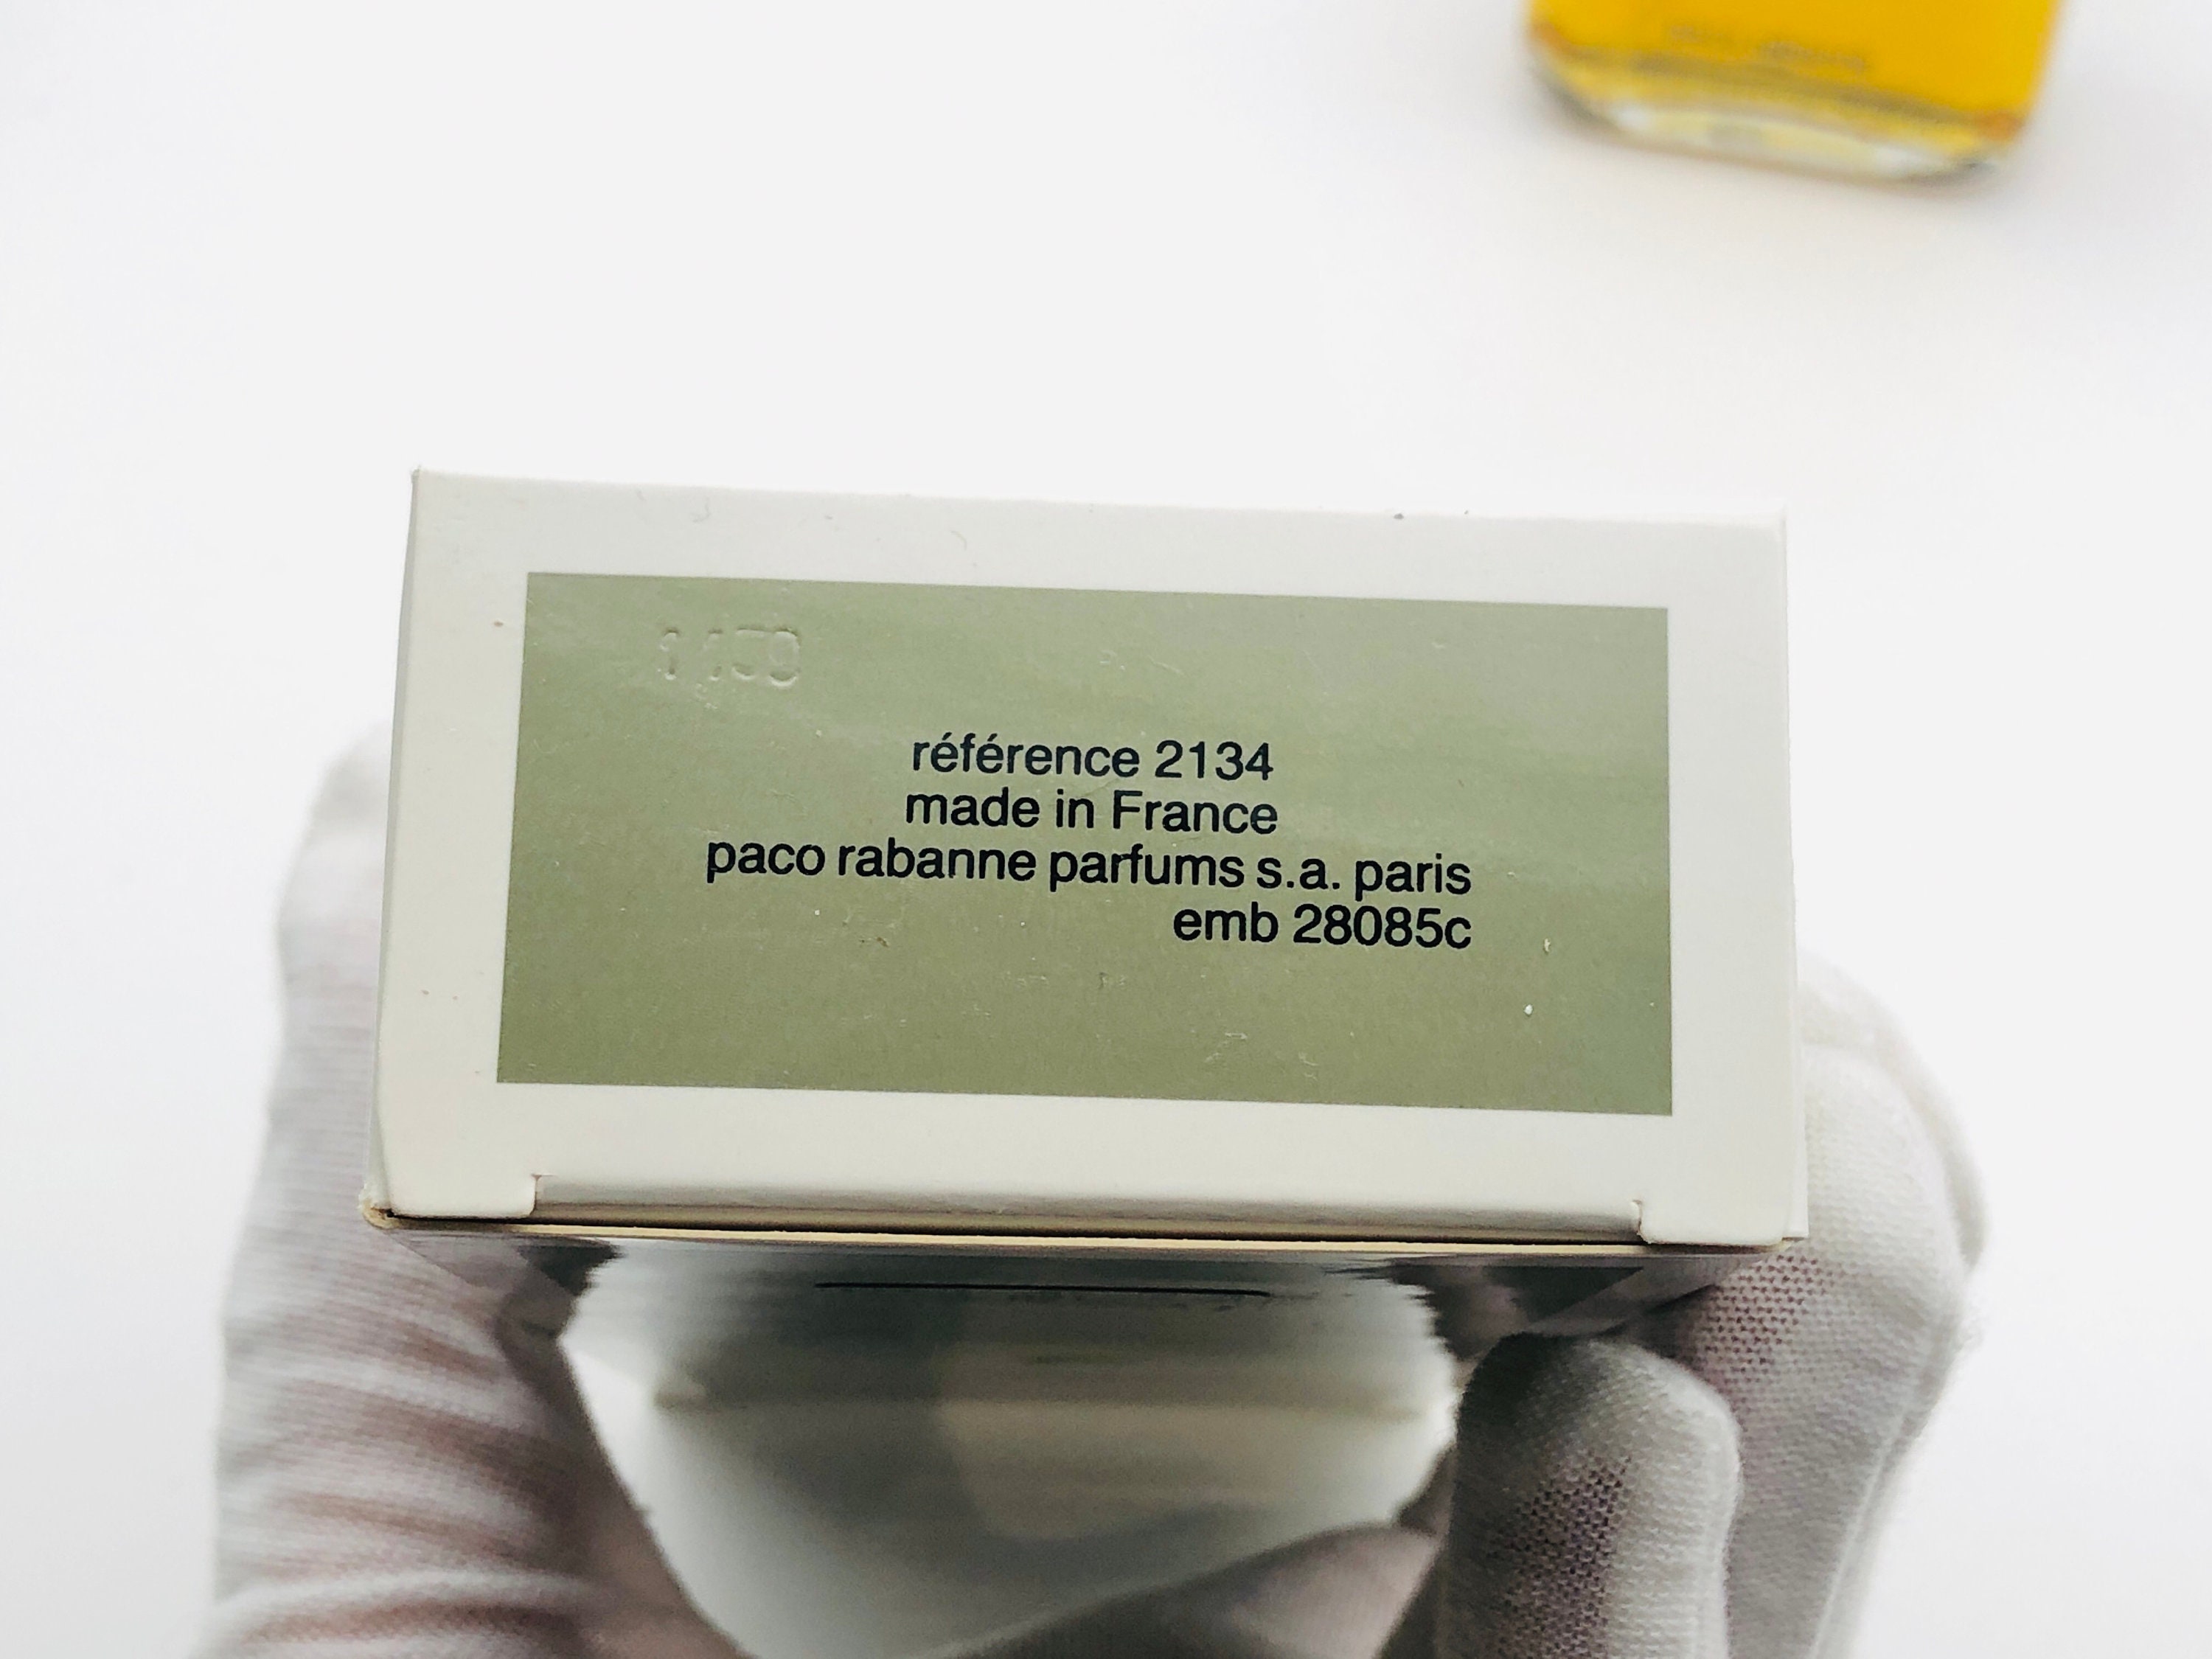 référence 2134
made in France
paco rabanne parfums s.a. paris
emb 28085c